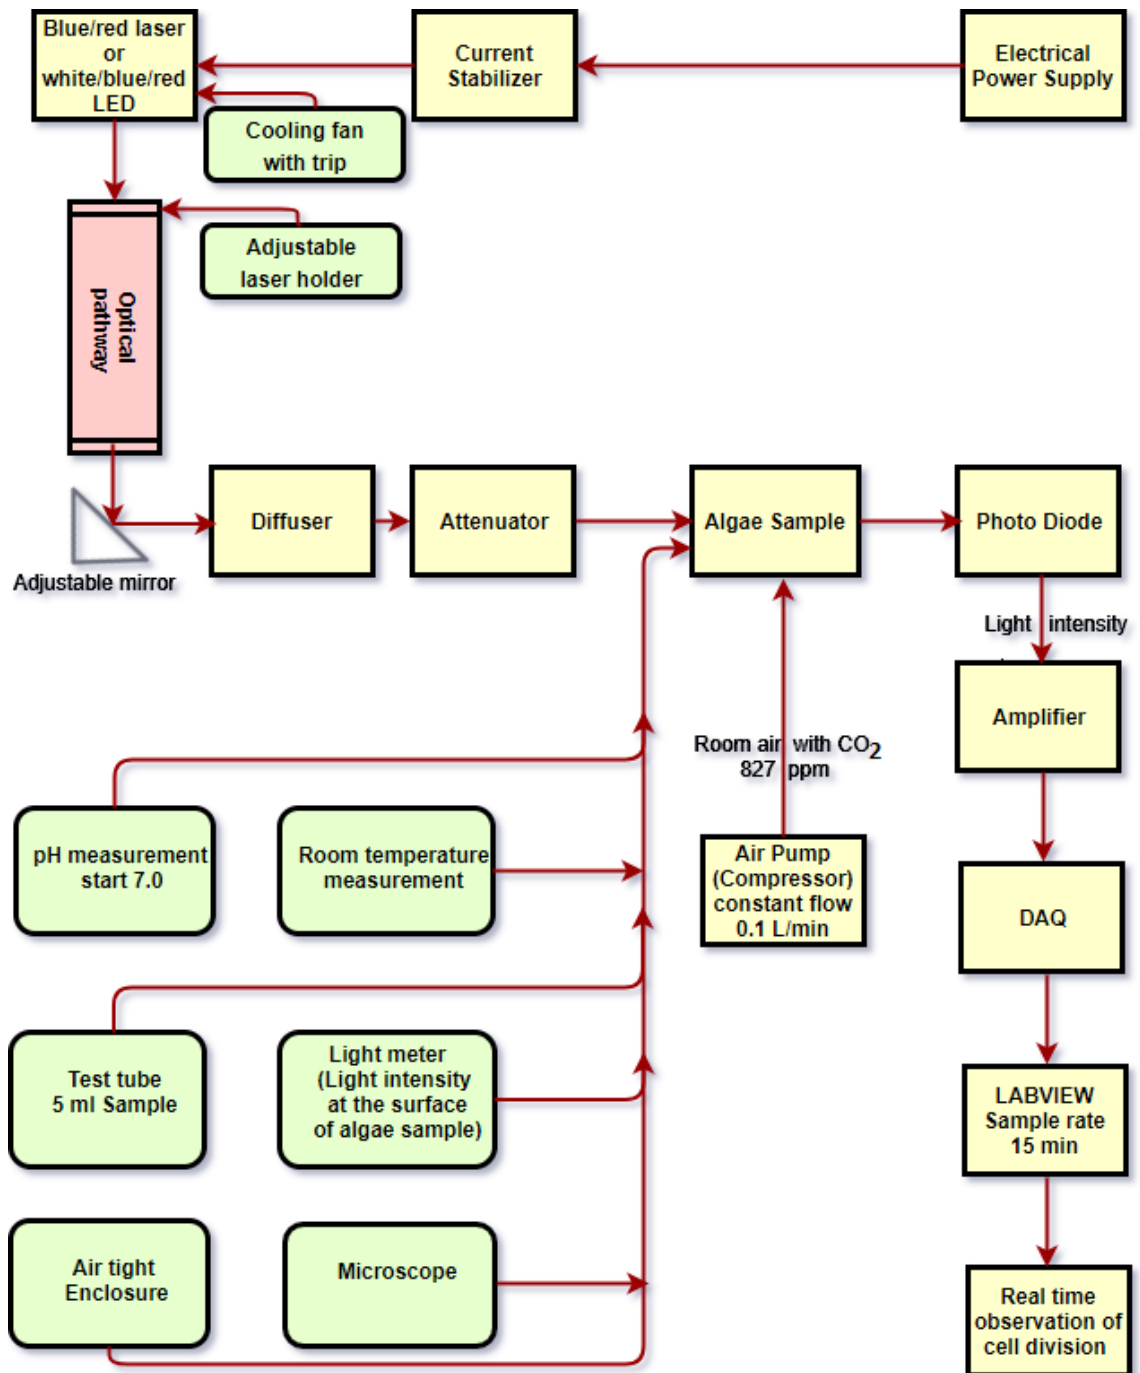 Blue/red laser
or
white/blue/red
LED
Current
Stabilizer
Electrical
Power Supply
Cooling fan
with trip
Adjustable
laser holder
Optical
pathway
Adjustable mirror
Diffuser
Attenuator
Algae Sample
Photo Diode
Light intensity
Amplifier
Room air with CO2
827 ppm
pH measurement
start 7.0
Room temperature
measurement
Air Pump
(Compressor)
constant flow
0.1 L/min
DAQ
Test tube
5 ml Sample
Light meter
(Light intensity
at the surface
of algae sample)
LABVIEW
Sample rate
15 min
Air tight
Enclosure
Microscope
Real time
observation of
cell division